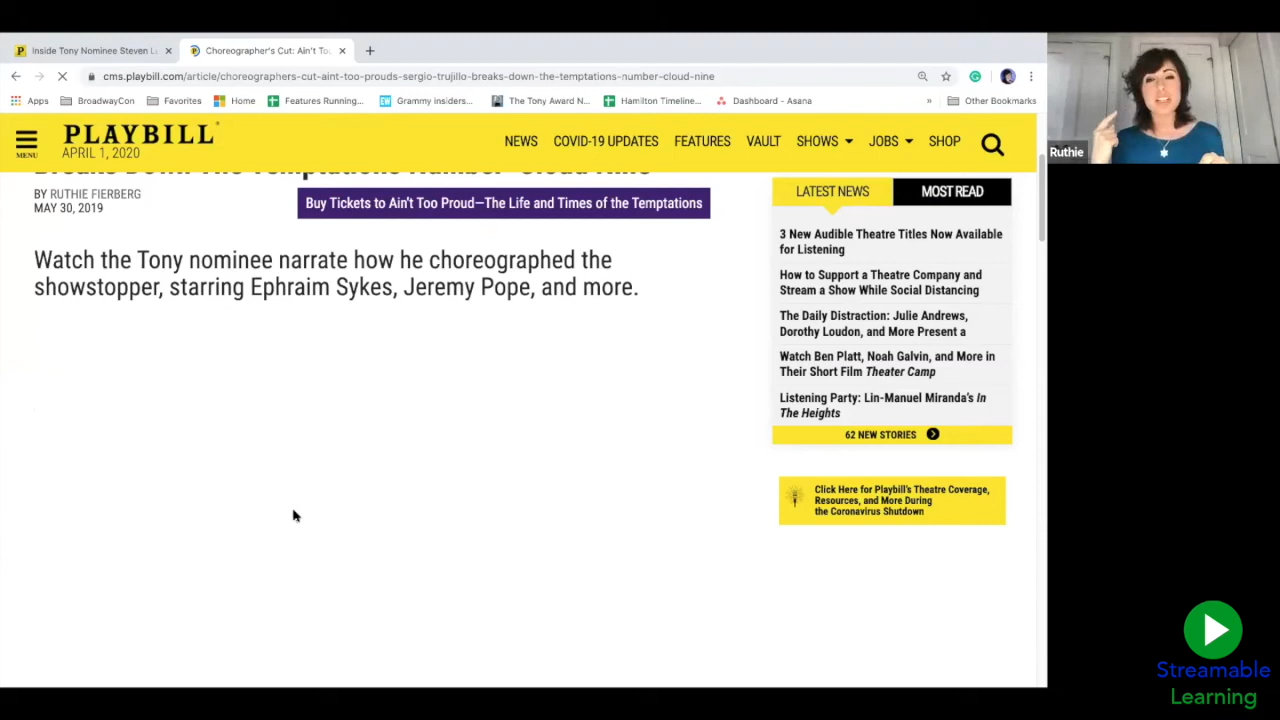 Inside Tony Nominee Steven L
Choreographer's Cut: Ain't Too
cms.playbill.com/article/choreographers-cut-aint-too-prouds-sergio-trujillo-breaks-down-the-temptations-number-cloud-nine
Apps
BroadwayCon
Favorites
Home
Features Running...
Grammy insiders...
The Tony Award N...
Hamilton Timeline...
Dashboard - Asana
»
Other Bookmarks
MENU
PLAYBILL
APRIL 1, 2020
NEWS
COVID-19 UPDATES
FEATURES
VAULT
SHOWS
JOBS
SHOP
Ruthie
Breaks Down The Temptations Number "Cloud Nine"
BY RUTHIE FIERBERG
MAY 30, 2019
Buy Tickets to Ain't Too Proud—The Life and Times of the Temptations
Watch the Tony nominee narrate how he choreographed the
showstopper, starring Ephraim Sykes, Jeremy Pope, and more.
LATEST NEWS
MOST READ
3 New Audible Theatre Titles Now Available
for Listening
How to Support a Theatre Company and
Stream a Show While Social Distancing
The Daily Distraction: Julie Andrews,
Dorothy Loudon, and More Present a
Watch Ben Platt, Noah Galvin, and More in
Their Short Film Theater Camp
Listening Party: Lin-Manuel Miranda's In
The Heights
62 NEW STORIES
Click Here for Playbill's Theatre Coverage,
Resources, and More During
the Coronavirus Shutdown
Streamable
Learning